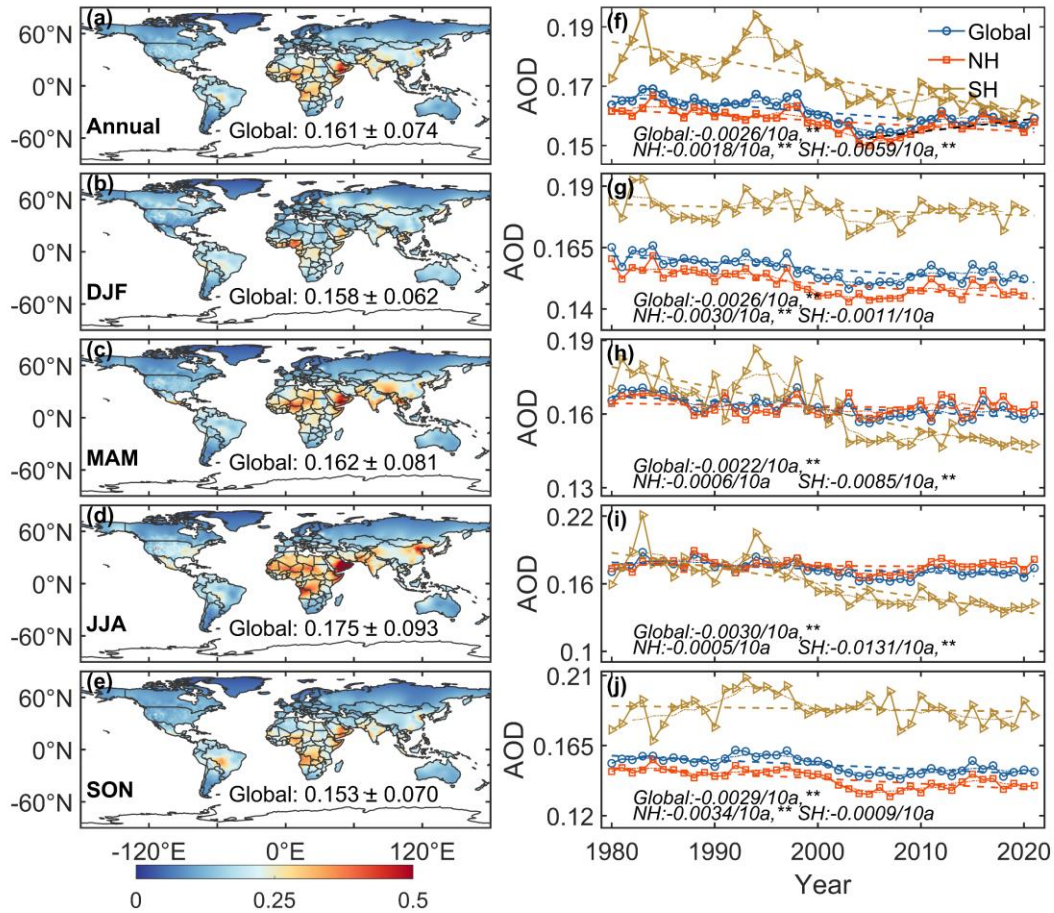 (a)
60°N
0°N
-60°N
Annual
Global: 0.161 ± 0.074
(b)
60°N
0°N
-60°N
DJF
Global: 0.158 ± 0.062
(c)
60°N
0°N
-60°N
MAM
Global: 0.162 ± 0.081
(d)
60°N
0°N
-60°N
JJA
Global: 0.175 ± 0.093
(e)
60°N
0°N
-60°N
SON
Global: 0.153 ± 0.070
-120°E 0°E 120°E
0 0.25 0.5
(f)
0.19
0.17
0.15
AOD
Global
NH
SH
Global:-0.0026/10a, **
NH:-0.0018/10a, ** SH:-0.0059/10a, **
(g)
0.19
0.165
0.14
AOD
Global:-0.0026/10a, **
NH:-0.0030/10a, ** SH:-0.0011/10a
(h)
0.19
0.16
0.13
AOD
Global:-0.0022/10a, **
NH:-0.0006/10a SH:-0.0085/10a, **
(i)
0.22
0.16
0.1
AOD
Global:-0.0030/10a, **
NH:-0.0005/10a SH:-0.0131/10a, **
(j)
0.21
0.165
0.12
AOD
Global:-0.0029/10a, **
NH:-0.0034/10a, ** SH:-0.0009/10a
1980 1990 2000 2010 2020
Year